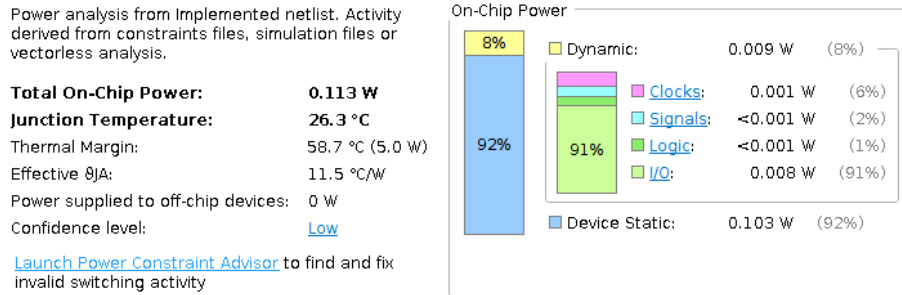 Power analysis from Implemented netlist. Activity
derived from constraints files, simulation files or
vectorless analysis.
Total On-Chip Power: 0.113 W
Junction Temperature: 26.3 °C
Thermal Margin: 58.7 °C (5.0 W)
Effective ϑJA: 11.5 °C/W
Power supplied to off-chip devices: 0 W
Confidence level: Low
Launch Power Constraint Advisor to find and fix
invalid switching activity
On-Chip Power
8%
92%
Dynamic: 0.009 W (8%)
91%
Clocks: 0.001 W (6%)
Signals: <0.001 W (2%)
Logic: <0.001 W (1%)
I/O: 0.008 W (91%)
Device Static: 0.103 W (92%)